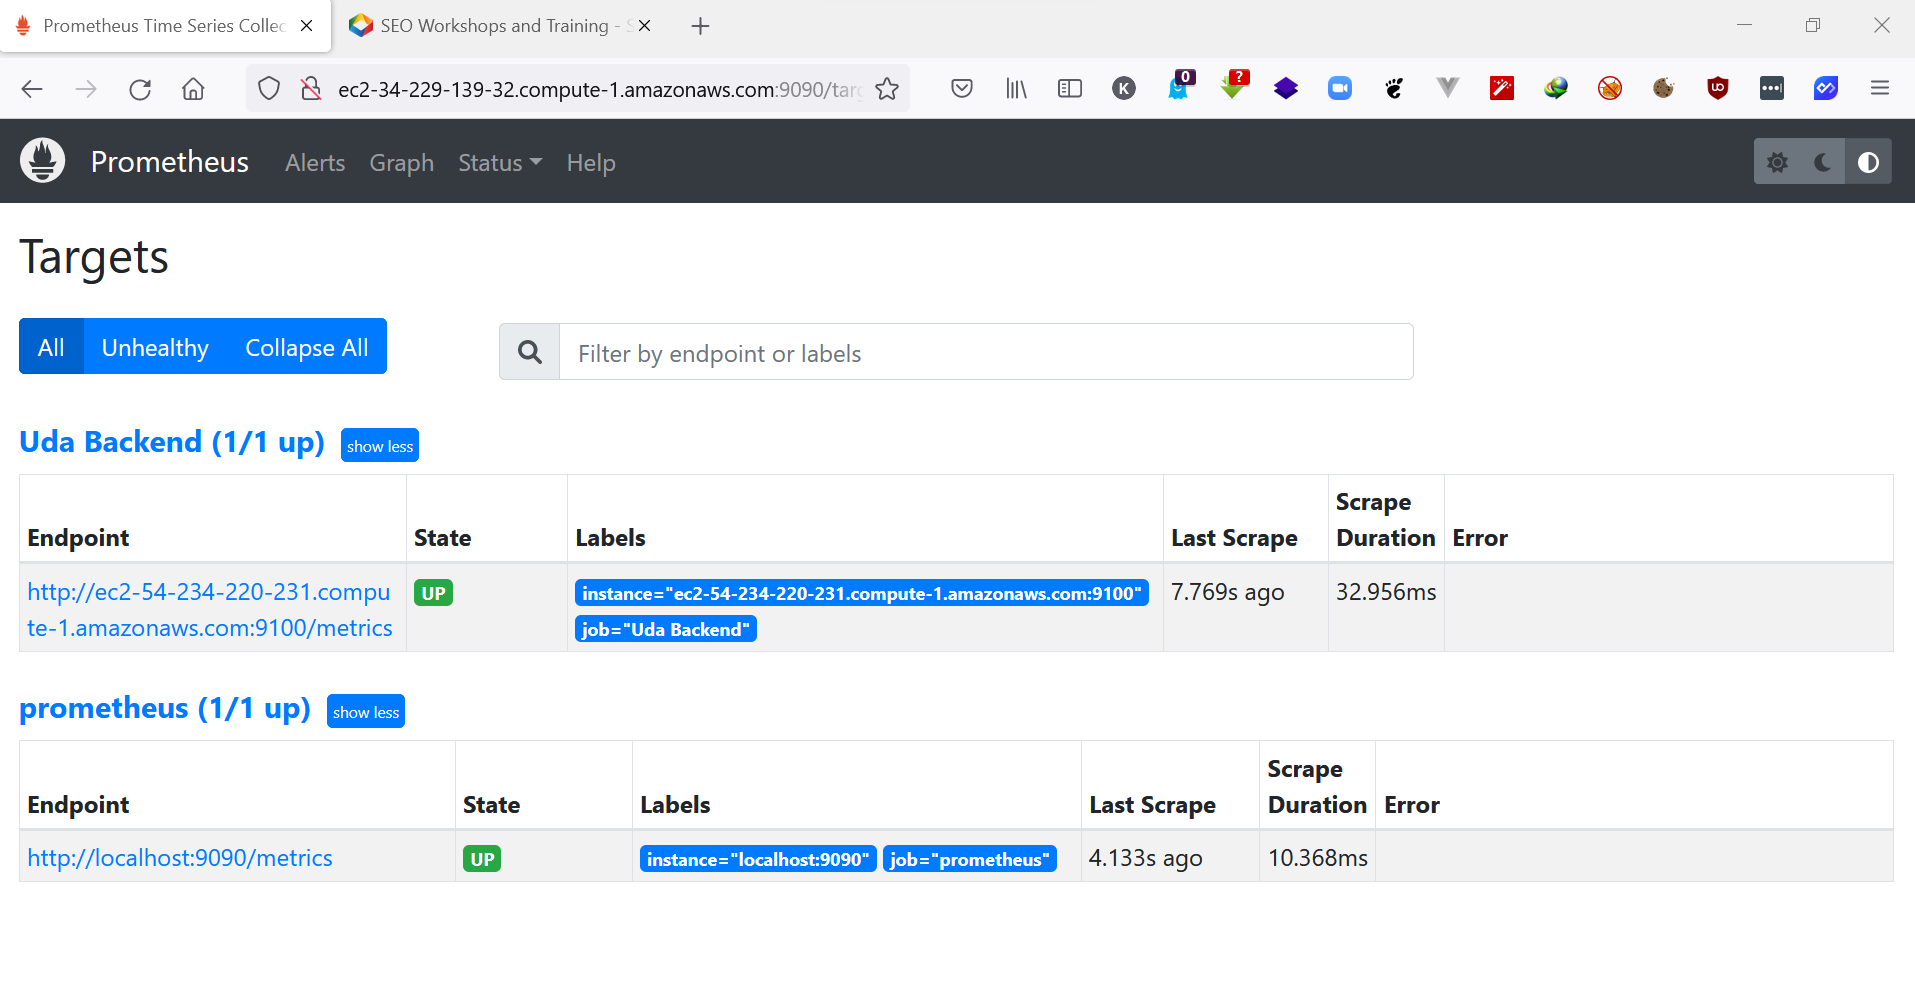 Prometheus Time Series Collec
SEO Workshops and Training - S
ec2-34-229-139-32.compute-1.amazonaws.com:9090/targ
K
0
?
Prometheus
Alerts
Graph
Status
Help
Targets
All
Unhealthy
Collapse All
Filter by endpoint or labels
Uda Backend (1/1 up)
show less
Endpoint
State
Labels
Last Scrape
Scrape
Duration
Error
http://ec2-54-234-220-231.compu
te-1.amazonaws.com:9100/metrics
UP
instance="ec2-54-234-220-231.compute-1.amazonaws.com:9100"
job="Uda Backend"
7.769s ago
32.956ms
prometheus (1/1 up)
show less
Endpoint
State
Labels
Last Scrape
Scrape
Duration
Error
http://localhost:9090/metrics
UP
instance="localhost:9090"
job="prometheus"
4.133s ago
10.368ms